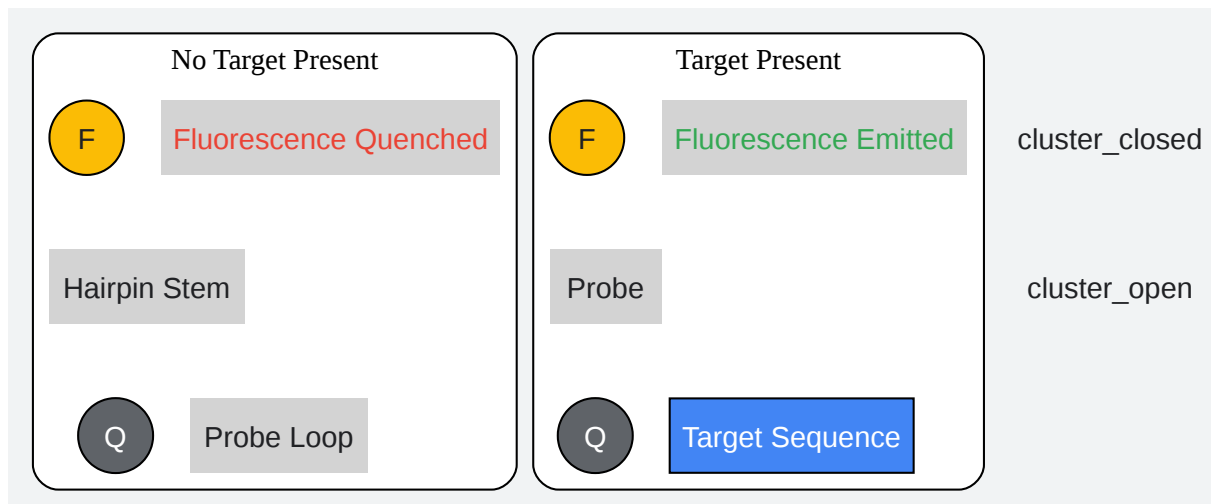 No Target Present
F
Fluorescence Quenched
Hairpin Stem
Q
Probe Loop
Target Present
F
Fluorescence Emitted
Probe
Q
Target Sequence
cluster_closed
cluster_open